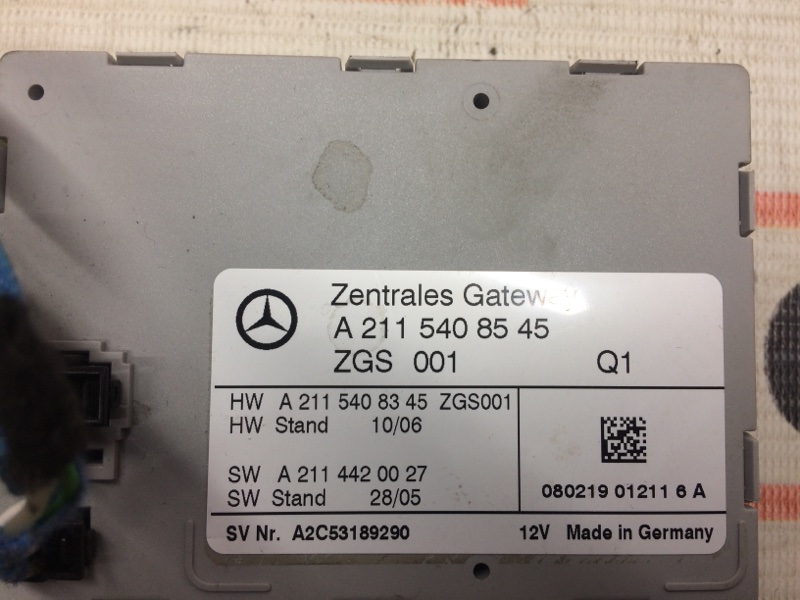 Zentrales Gateway
A 211 540 85 45
ZGS 001 Q1
HW A 211 540 83 45 ZGS001
HW Stand 10/06
SW A 211 442 00 27
SW Stand 28/05
080219 01211 6 A
SV Nr. A2C53189290 12V Made in Germany